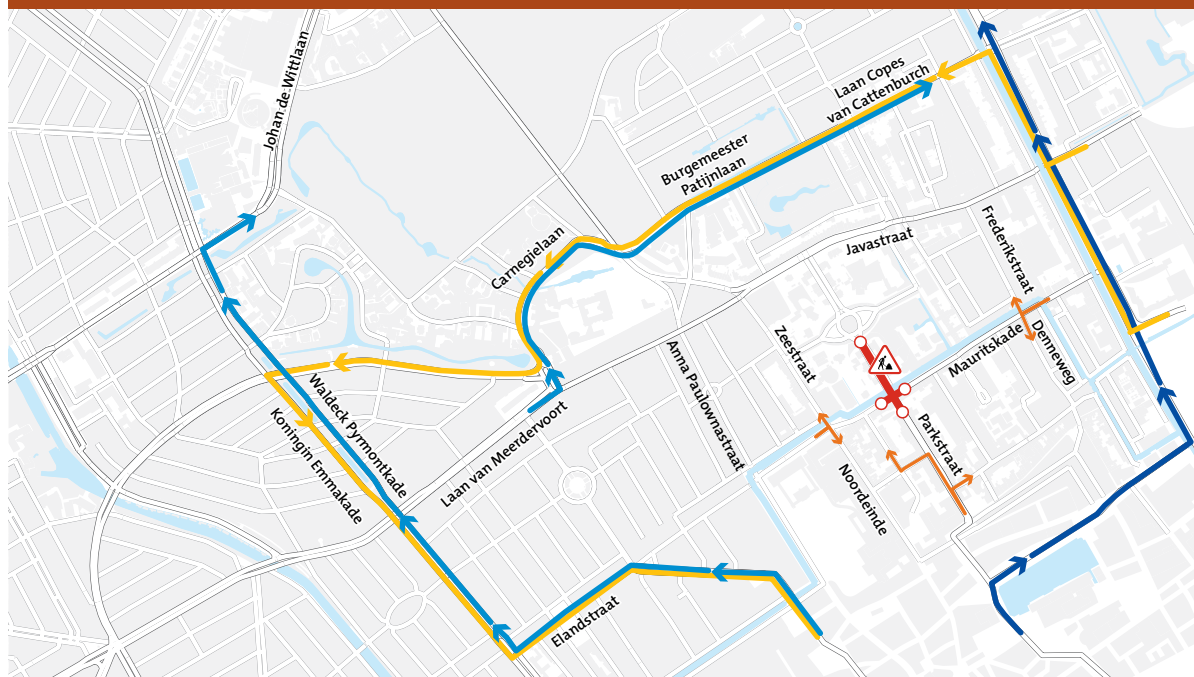 Johan de Wittlaan
Laan Copes
van Cattenburch
Burgemeester
Patijnlaan
Carnegielaan
Javastraat
Frederikstraat
Zeestraat
Anna Paulownastraat
Mauritskade
Denneweg
Waldeck Pyrmontkade
Koningin Emmakade
Laan van Meerdervoort
Parkstraat
Noordeinde
Elandstraat